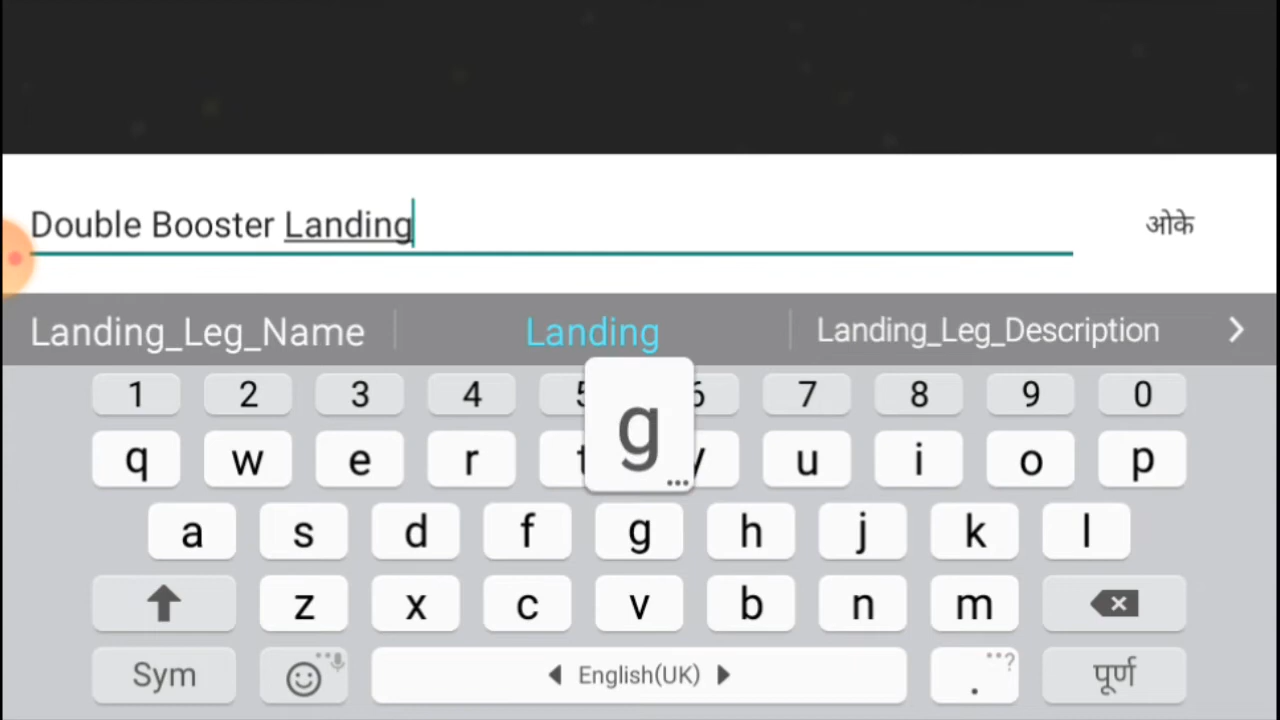 Double Booster Landing
ओके
Landing_Leg_Name Landing Landing_Leg_Description
1 2 3 4 5 6 7 8 9 0
g
q w e r t y u i o p
a s d f g h j k l
z x c v b n m
Sym ...? English(UK) . पूर्ण